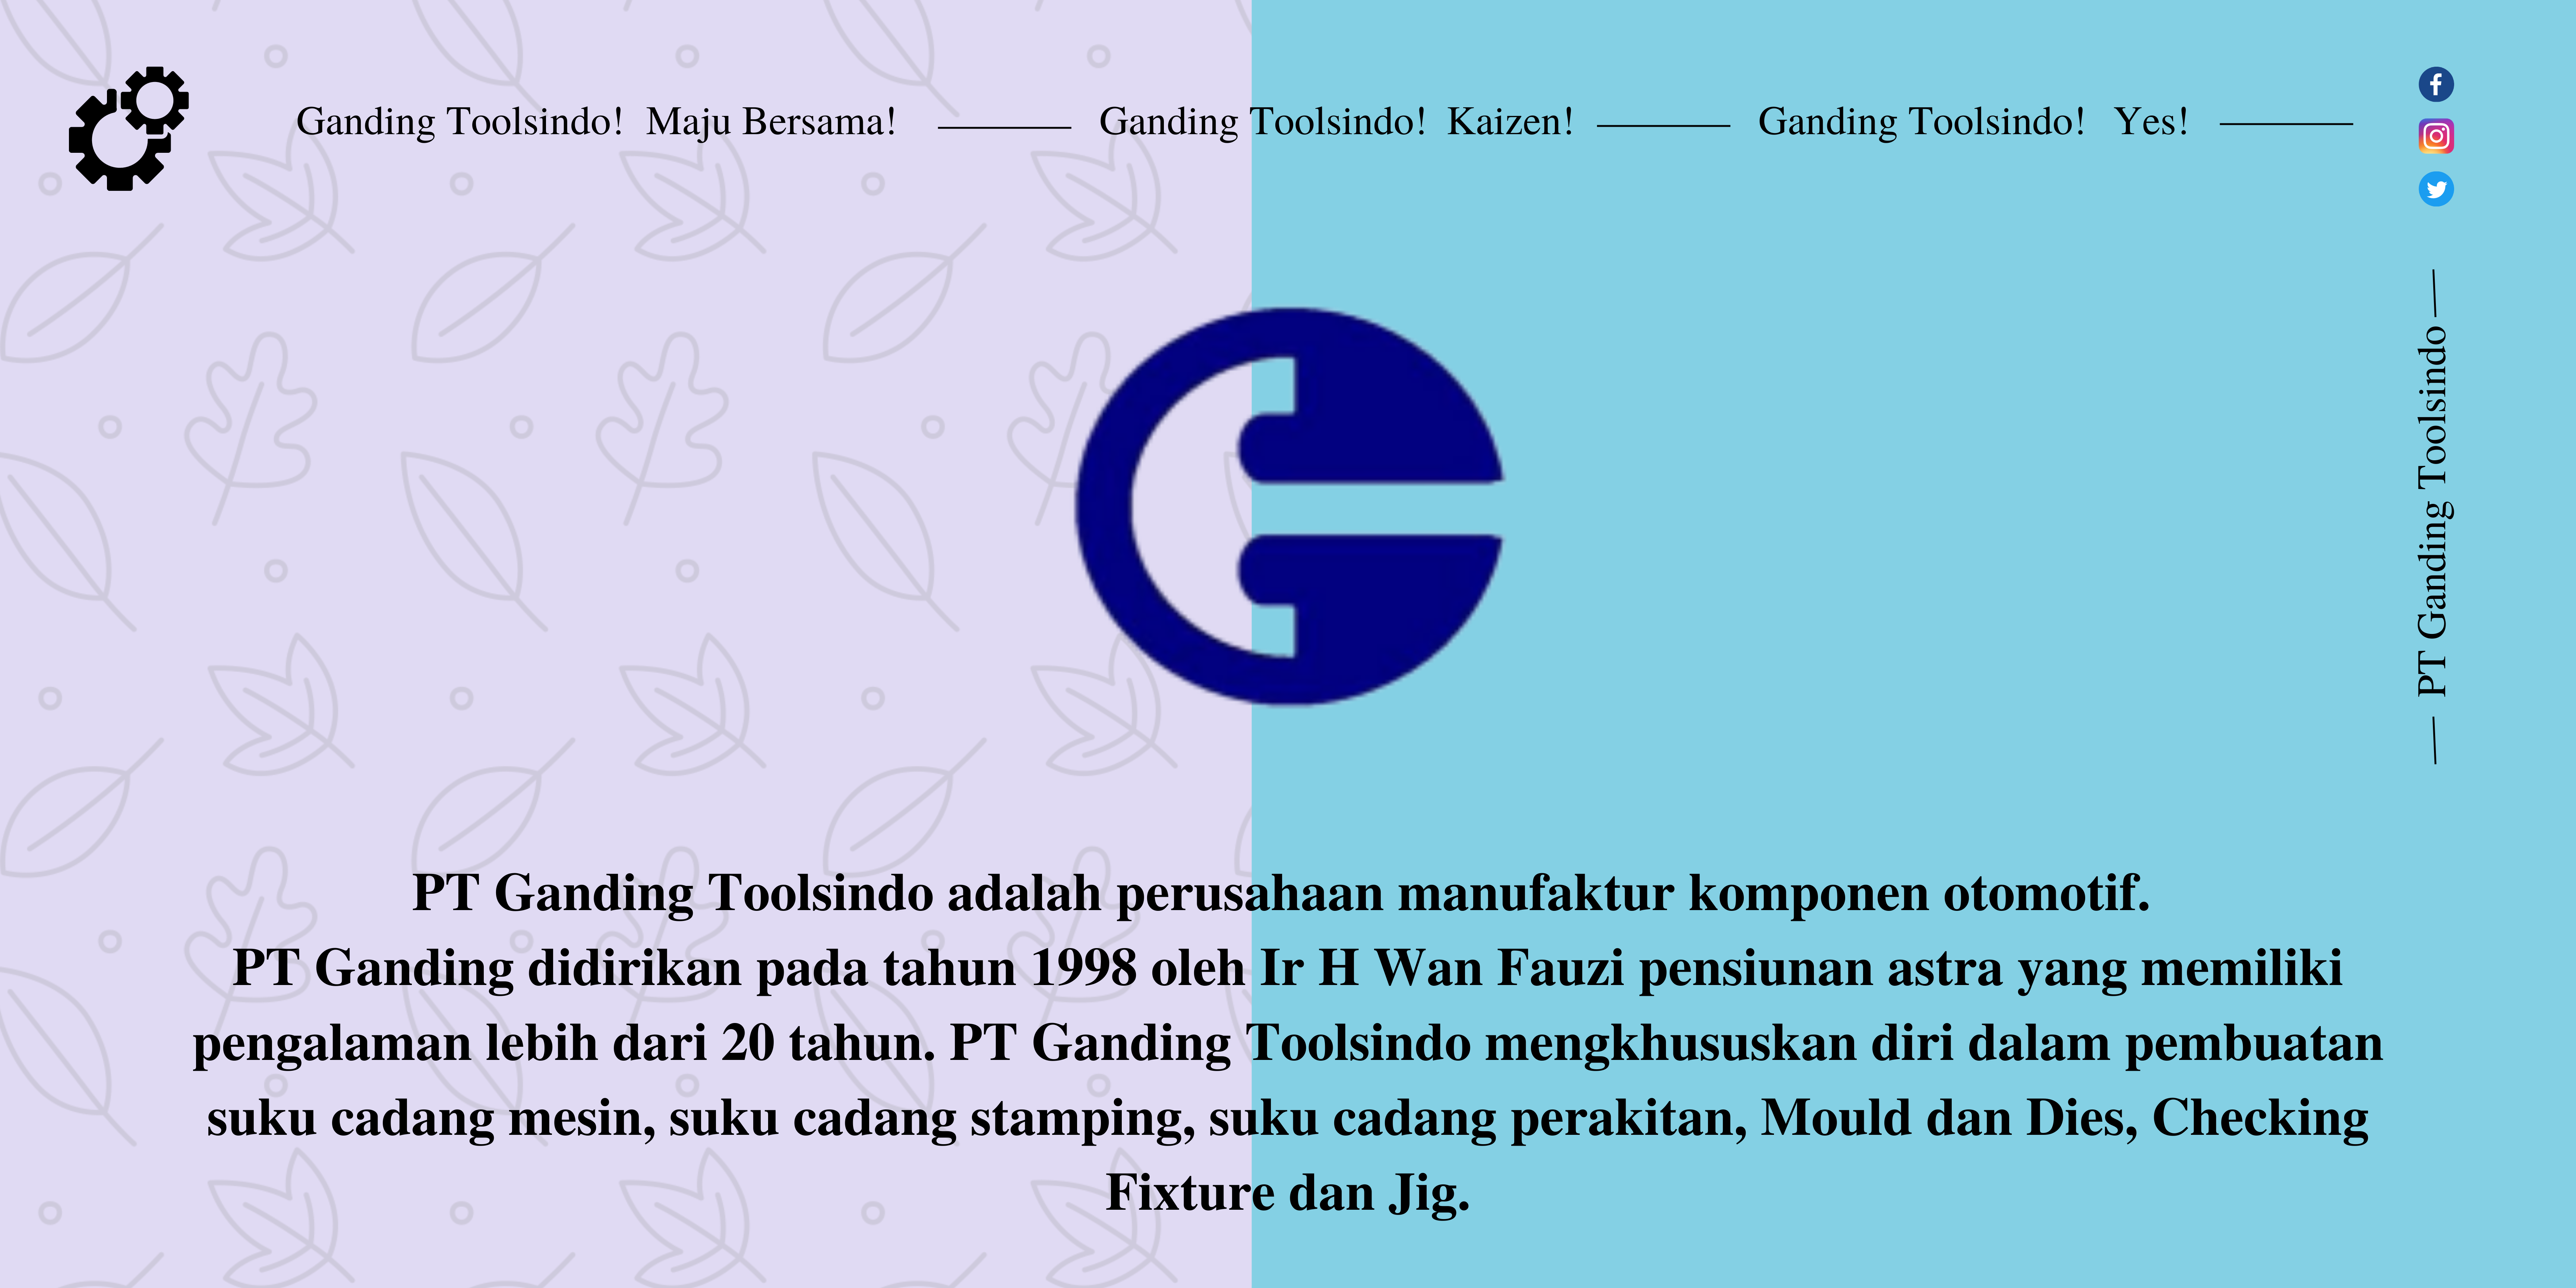 Ganding Toolsindo! Maju Bersama! Ganding Toolsindo! Kaizen! Ganding Toolsindo! Yes!
PT Ganding Toolsindo
PT Ganding Toolsindo adalah perusahaan manufaktur komponen otomotif.
PT Ganding didirikan pada tahun 1998 oleh Ir H Wan Fauzi pensiunan astra yang memiliki
pengalaman lebih dari 20 tahun. PT Ganding Toolsindo mengkhususkan diri dalam pembuatan
suku cadang mesin, suku cadang stamping, suku cadang perakitan, Mould dan Dies, Checking
Fixture dan Jig.